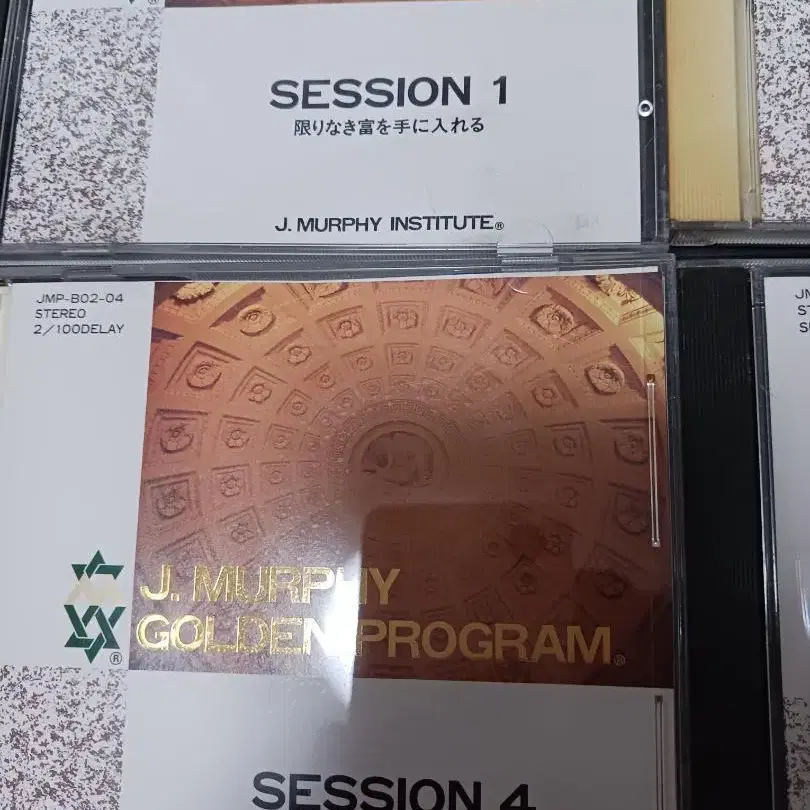 SESSION 1
限りなき富を手に入れる
J. MURPHY INSTITUTE®
JMP-B02-04
STEREO
2/100DELAY
J. MURPHY
GOLDEN PROGRAM®
®
SESSION 4